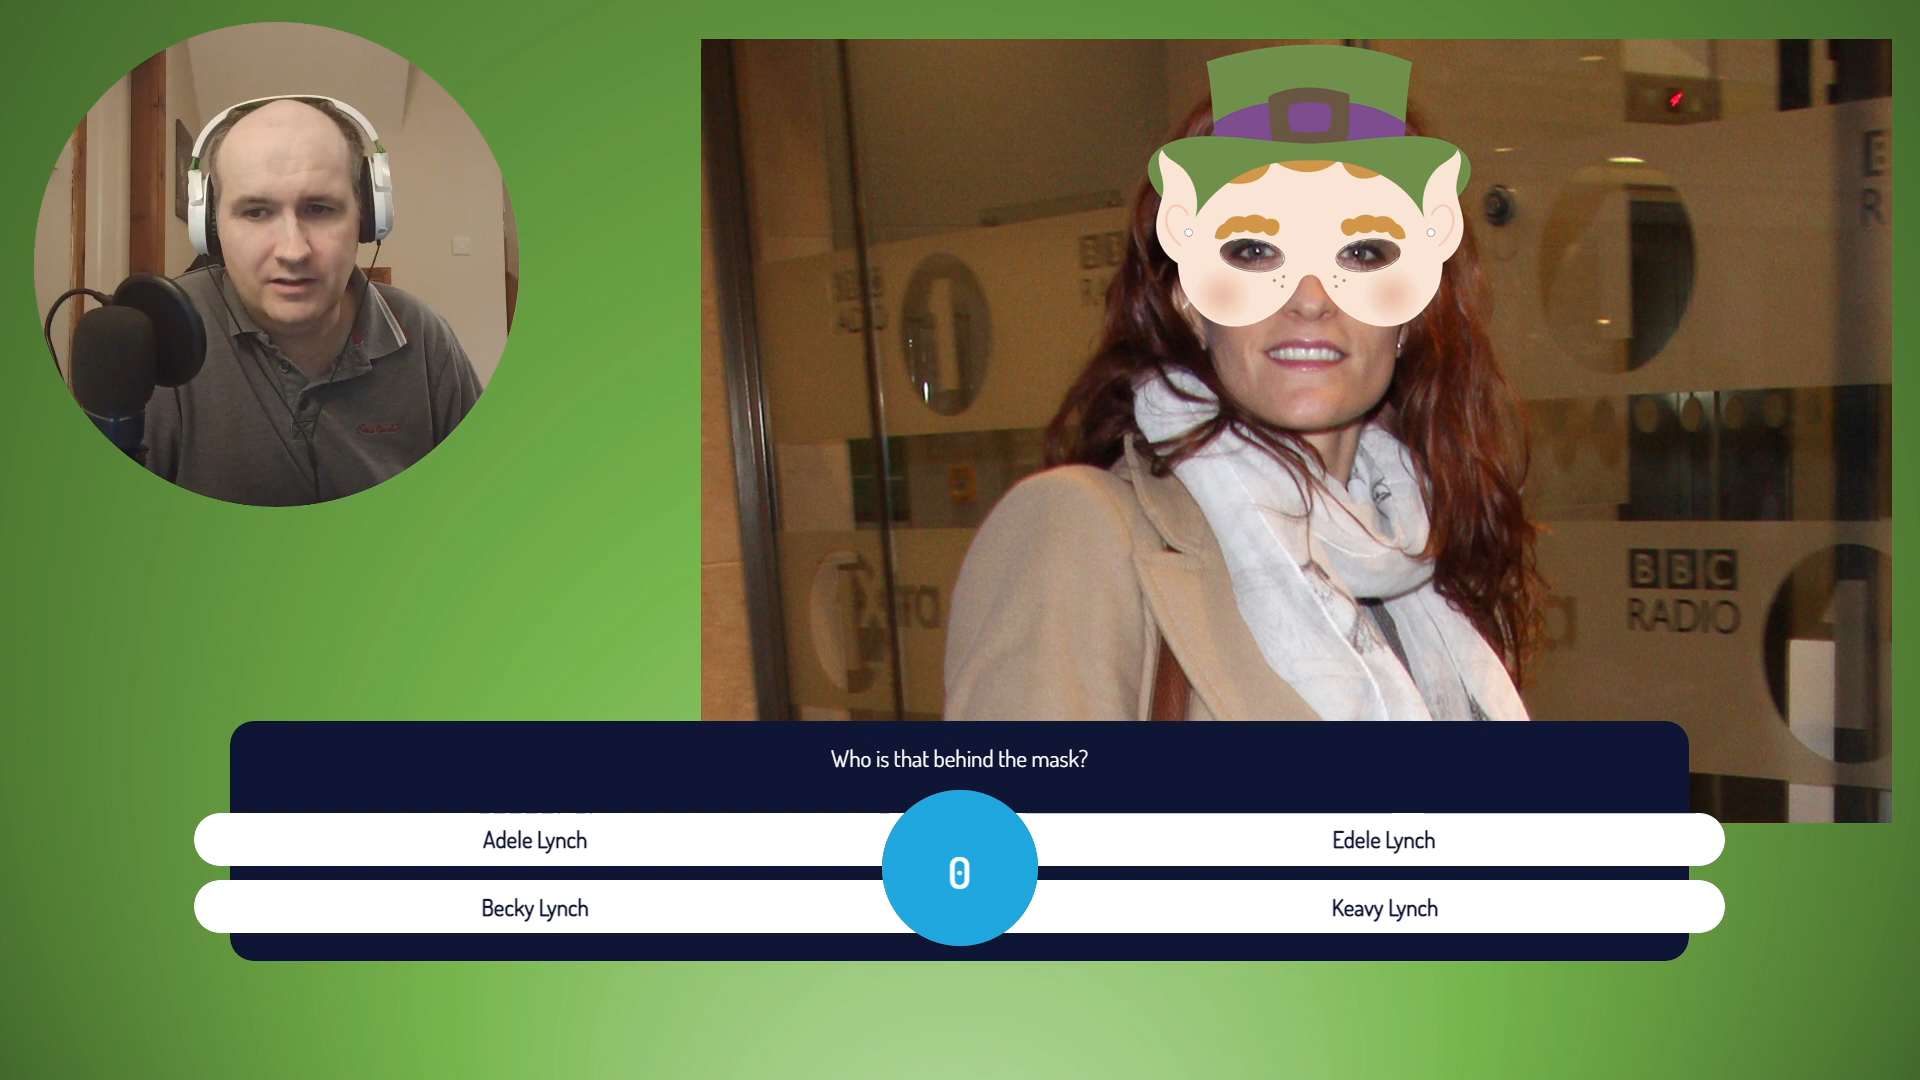 BBC
RADIO
Who is that behind the mask?
Adele Lynch
Edele Lynch
0
Becky Lynch
Keavy Lynch